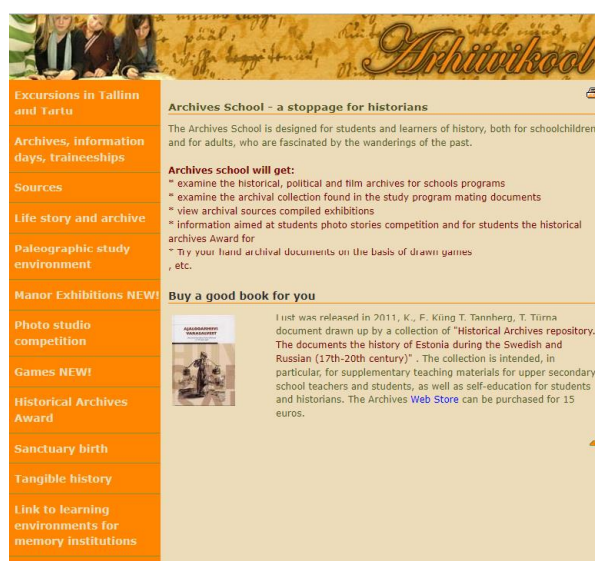 Arhiivikool
Excursions in Tallinn
and Tartu
Archives, information
days, traineeships
Sources
Life story and archive
Paleographic study
environment
Manor Exhibitions NEW!
Photo studio
competition
Games NEW!
Historical Archives
Award
Sanctuary birth
Tangible history
Link to learning
environments for
memory institutions
Archives School - a stoppage for historians
The Archives School is designed for students and learners of history, both for schoolchildren
and for adults, who are fascinated by the wanderings of the past.
Archives school will get:
* examine the historical, political and film archives for schools programs
* examine the archival collection found in the study program mating documents
* view archival sources compiled exhibitions
* information aimed at students photo stories competition and for students the historical
archives Award for
* Try your hand archival documents on the basis of drawn games
, etc.
Buy a good book for you
Lust was released in 2011, K., E. Küng T. Tannberg, T. Türna
document drawn up by a collection of "Historical Archives repository.
The documents the history of Estonia during the Swedish and
Russian (17th-20th century)" . The collection is intended, in
particular, for supplementary teaching materials for upper secondary
school teachers and students, as well as self-education for students
and historians. The Archives Web Store can be purchased for 15
euros.